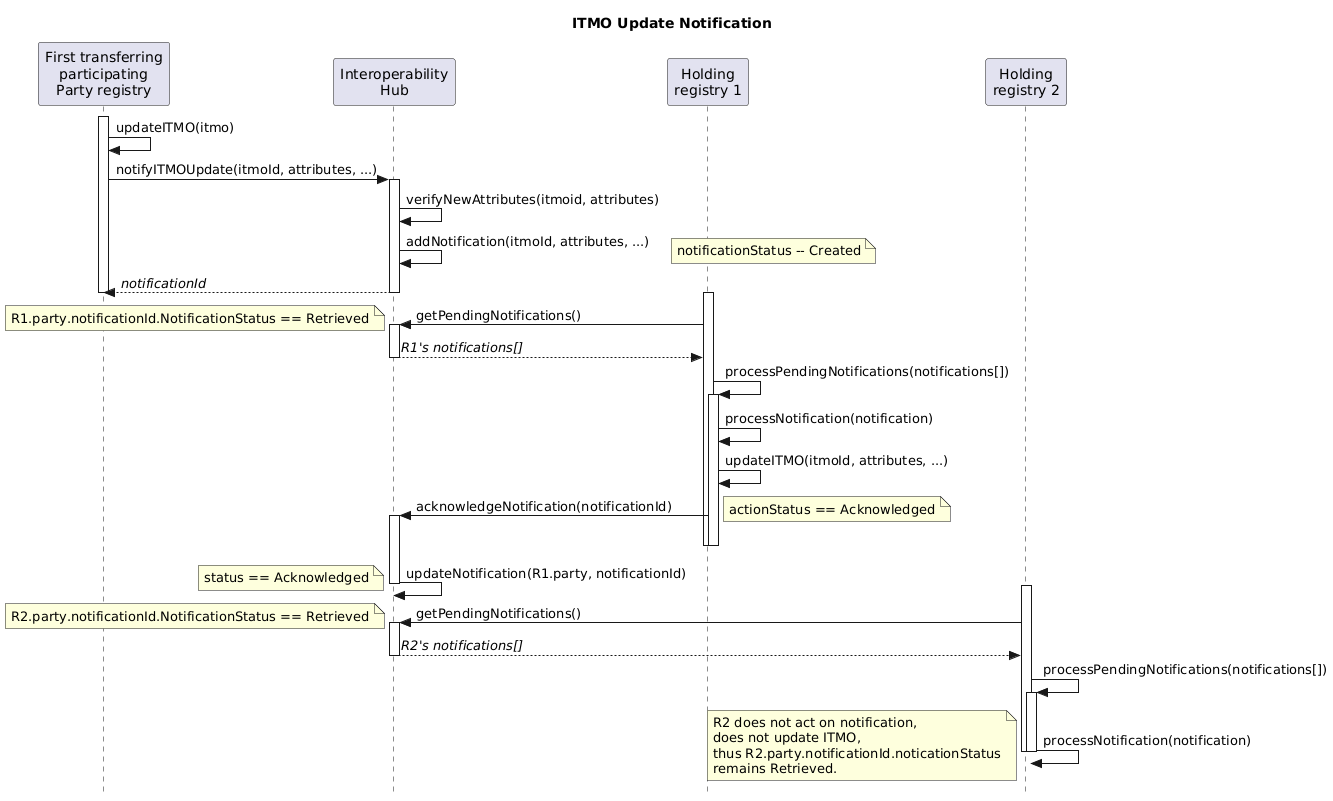 ITMO Update Notification
First transferring
participating
Party registry
Interoperability
Hub
Holding
registry 1
Holding
registry 2
updateITMO(itmo)
notifyITMOUpdate(itmoId, attributes, ...)
verifyNewAttributes(itmoid, attributes)
addNotification(itmoId, attributes, ...)
notificationStatus -- Created
notificationId
R1.party.notificationId.NotificationStatus == Retrieved
getPendingNotifications()
R1's notifications[]
processPendingNotifications(notifications[])
processNotification(notification)
updateITMO(itmoId, attributes, ...)
acknowledgeNotification(notificationId)
actionStatus == Acknowledged
status == Acknowledged
updateNotification(R1.party, notificationId)
R2.party.notificationId.NotificationStatus == Retrieved
getPendingNotifications()
R2's notifications[]
processPendingNotifications(notifications[])
R2 does not act on notification,
does not update ITMO,
thus R2.party.notificationId.noticationStatus
remains Retrieved.
processNotification(notification)